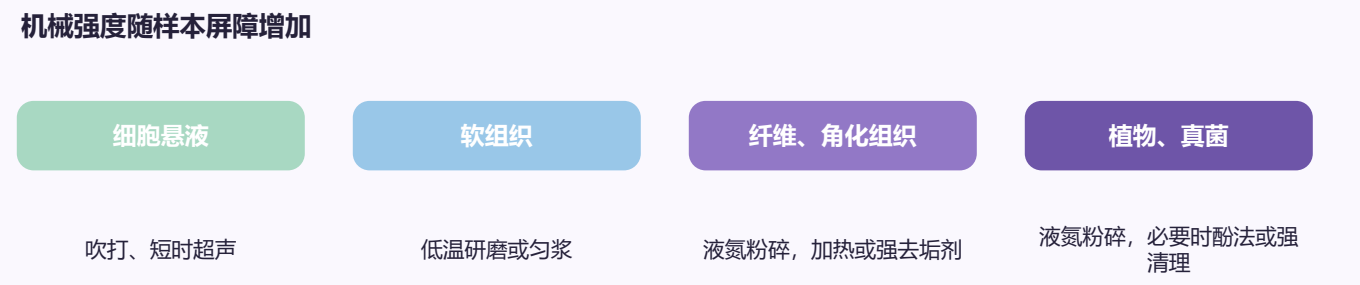 机械强度随样本屏障增加
细胞悬液
软组织
纤维、角化组织
植物、真菌
吹打、短时超声
低温研磨或匀浆
液氮粉碎，加热或强去垢剂
液氮粉碎，必要时酚法或强
清理